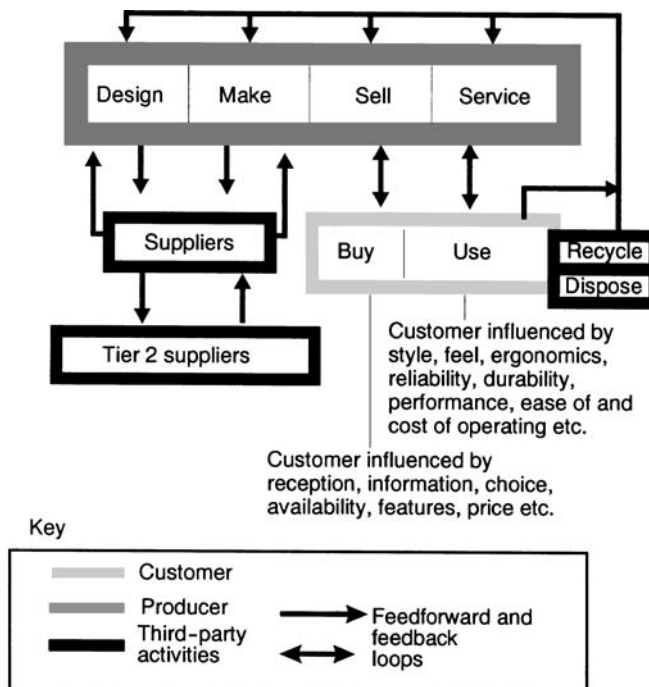 Design Make Sell Service
Suppliers
Buy Use
Recycle
Dispose
Tier 2 suppliers
Customer influenced by
style, feel, ergonomics,
reliability, durability,
performance, ease of and
cost of operating etc.
Customer influenced by
reception, information, choice,
availability, features, price etc.
Key
Customer
Producer
Third-party
activities
Feedforward and
feedback
loops